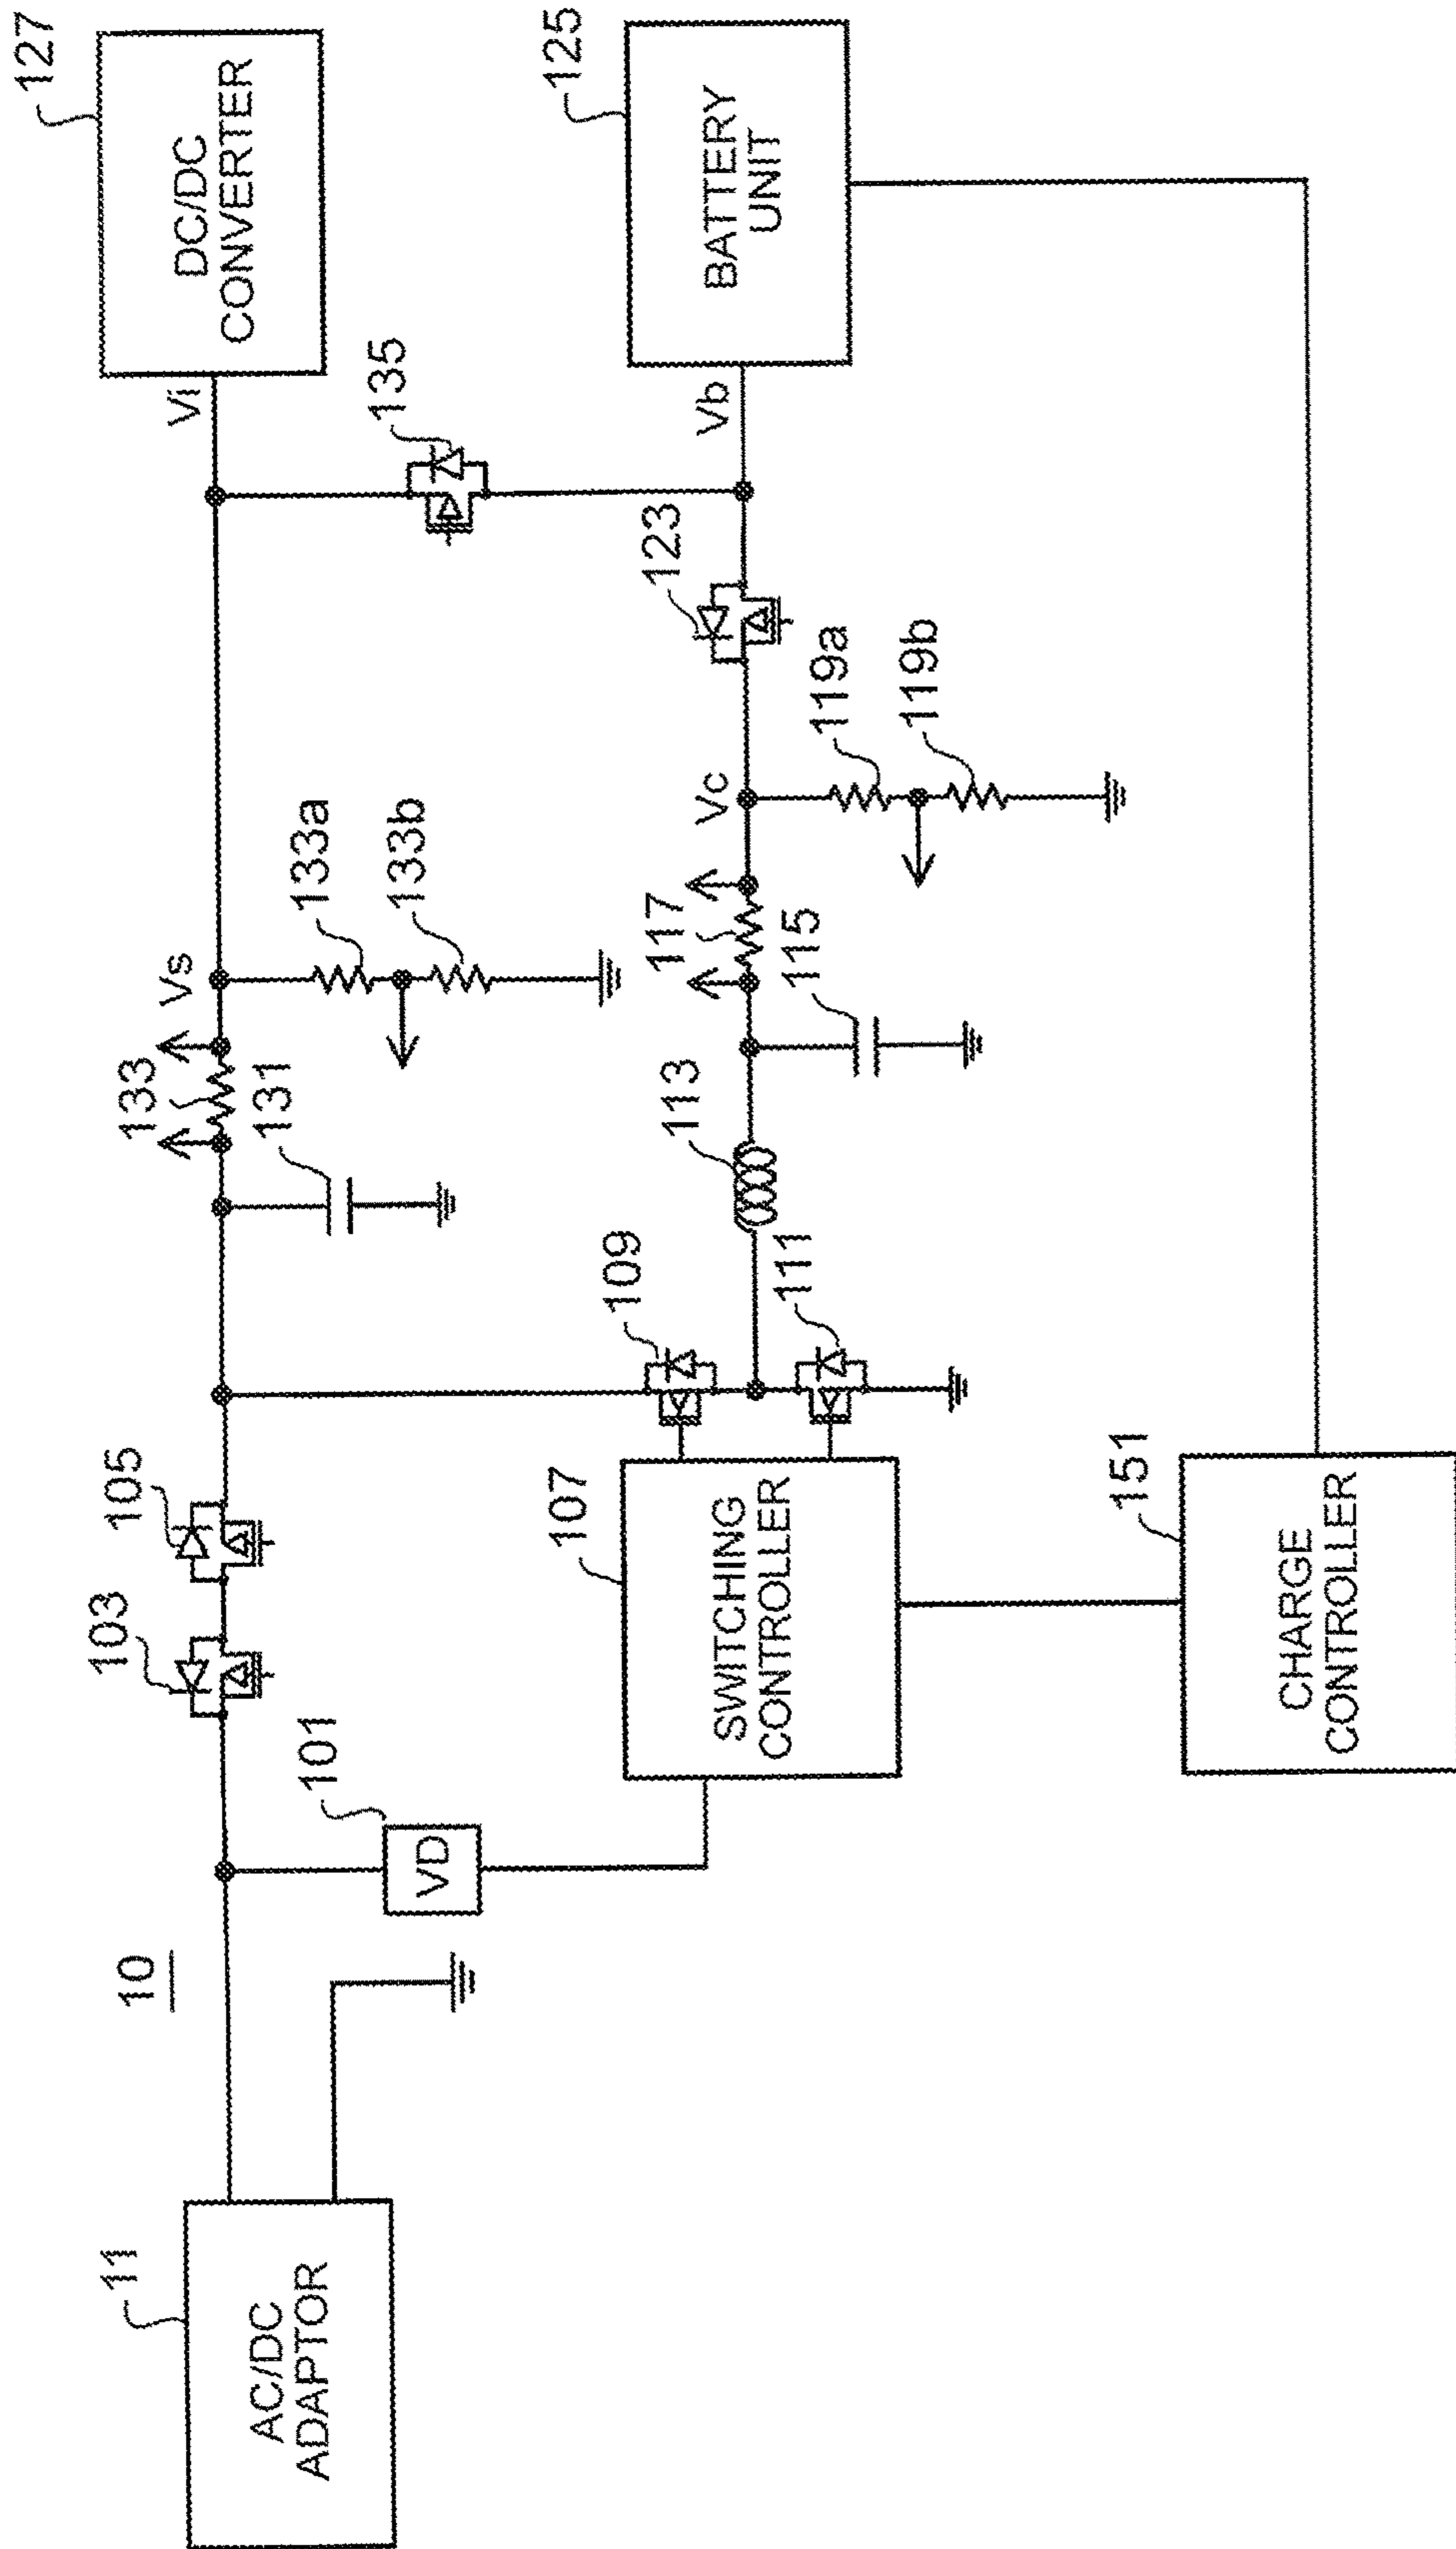 10
11
AC/DC
ADAPTOR
101
VD
103
105
107
SWITCHING
CONTROLLER
109
111
113
131
133
Vs
133a
133b
115
117
Vc
119a
119b
123
135
Vi
Vb
127
DC/DC
CONVERTER
125
BATTERY
UNIT
151
CHARGE
CONTROLLER